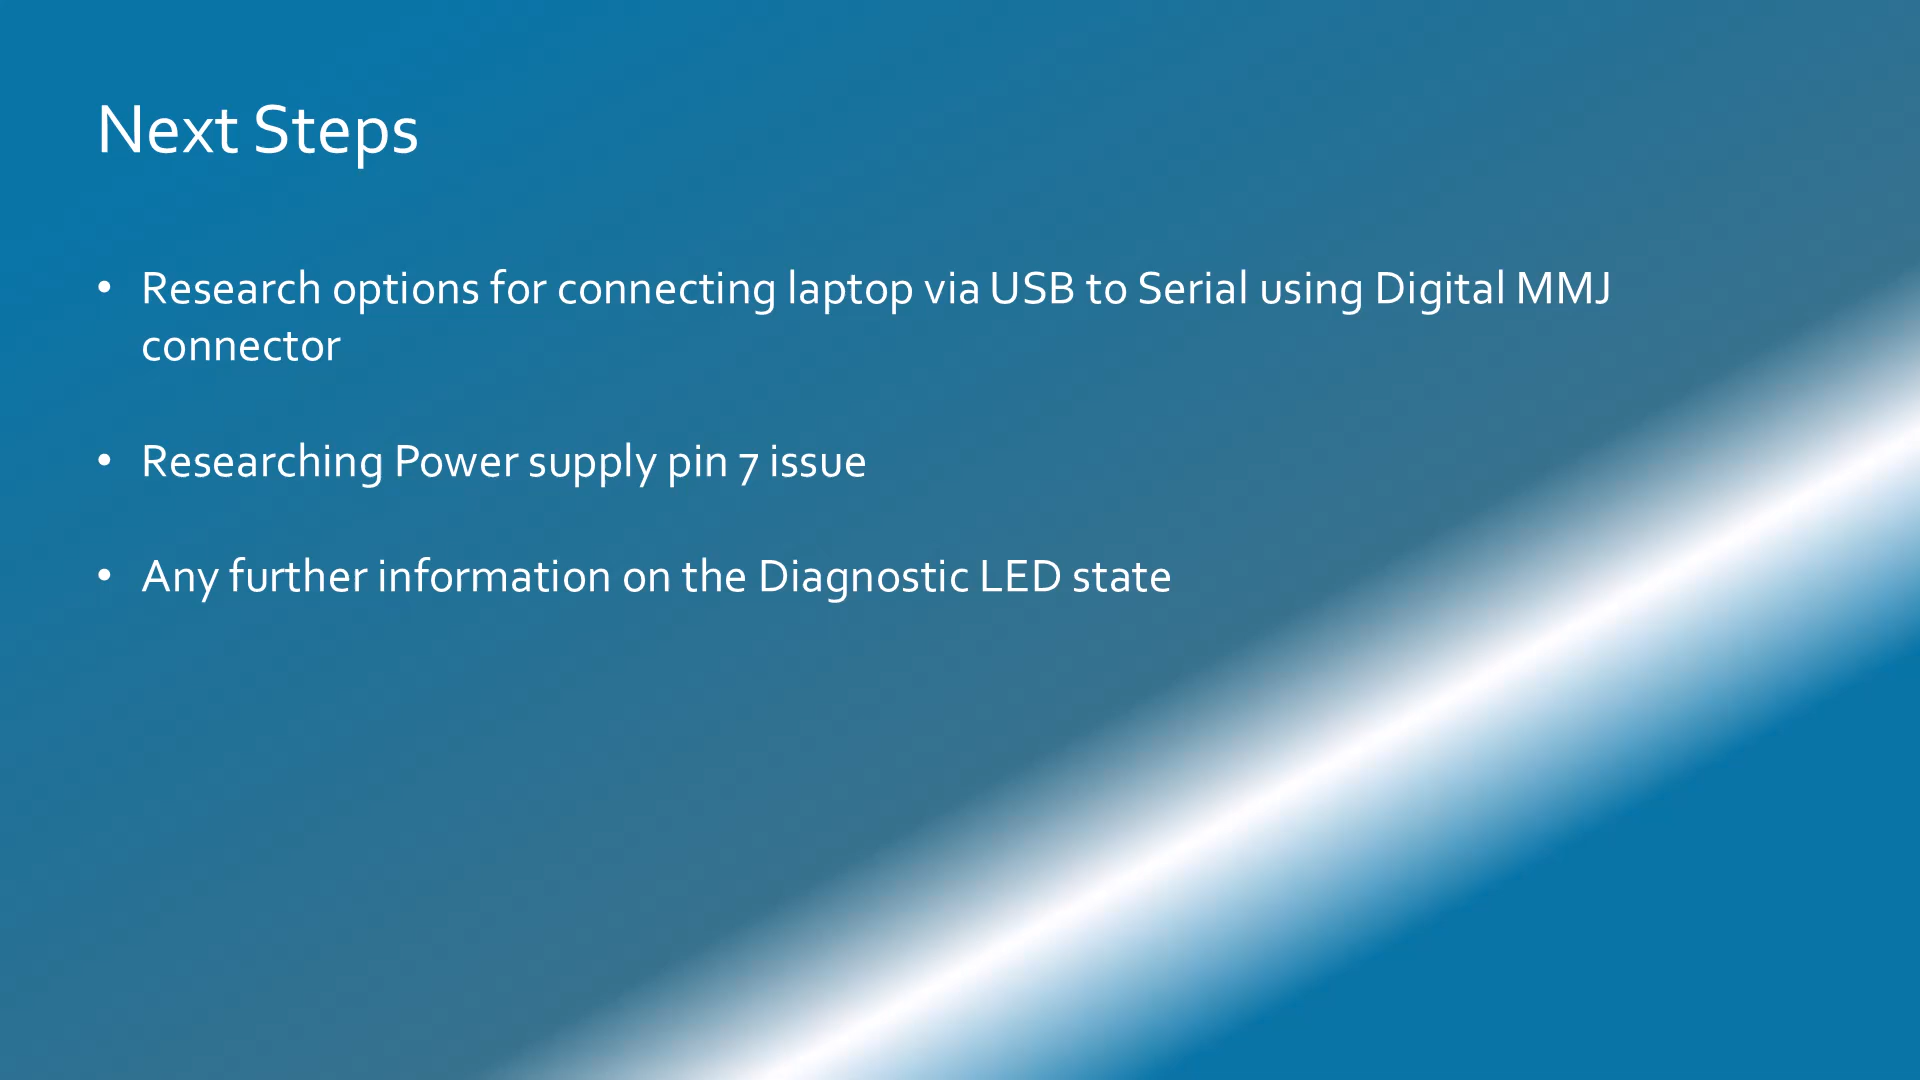 Next Steps
• Research options for connecting laptop via USB to Serial using Digital MMJ
connector
• Researching Power supply pin 7 issue
• Any further information on the Diagnostic LED state